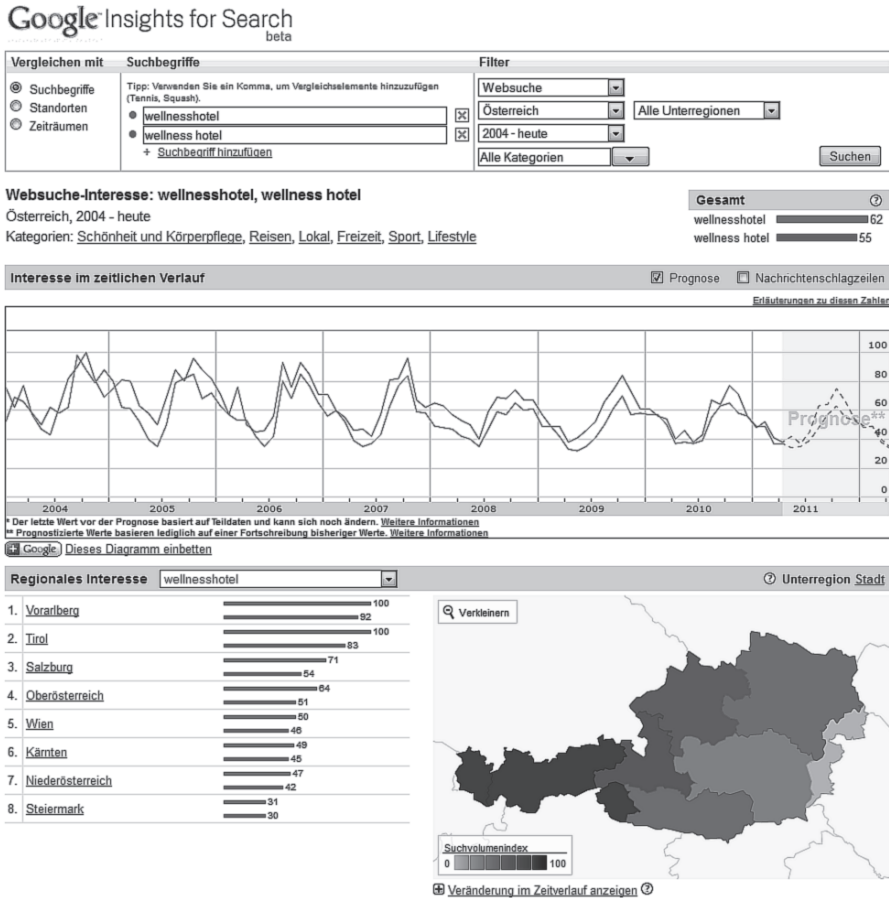 Google Insights for Search
beta
Vergleichen mit
Suchbegriffe
Standorten
Zeiträumen
Suchbegriffe
Tipp: Verwenden Sie ein Komma, um Vergleichselemente hinzuzufügen
(Tennis, Squash).
wellnesshotel
wellness hotel
+ Suchbegriff hinzufügen
Filter
Websuche
Österreich Alle Unterregionen
2004 - heute
Alle Kategorien Suchen
Websuche-Interesse: wellnesshotel, wellness hotel
Österreich, 2004 - heute
Kategorien: Schönheit und Körperpflege, Reisen, Lokal, Freizeit, Sport, Lifestyle
Gesamt
wellnesshotel 62
wellness hotel 55
Interesse im zeitlichen Verlauf Prognose Nachrichtenschlagzeilen
Erläuterungen zu diesen Zahlen
100
80
60
Prognose**
40
20
0
2004 2005 2006 2007 2008 2009 2010 2011
* Der letzte Wert vor der Prognose basiert auf Teildaten und kann sich noch ändern. Weitere Informationen
** Prognostizierte Werte basieren lediglich auf einer Fortschreibung bisheriger Werte. Weitere Informationen
Google Dieses Diagramm einbetten
Regionales Interesse wellnesshotel Unterregion Stadt
1. Vorarlberg 100
92
2. Tirol 100
83
3. Salzburg 71
54
4. Oberösterreich 64
51
5. Wien 50
46
6. Kärnten 49
45
7. Niederösterreich 47
42
8. Steiermark 31
30
Verkleinern
Suchvolumenindex
0 100
Veränderung im Zeitverlauf anzeigen